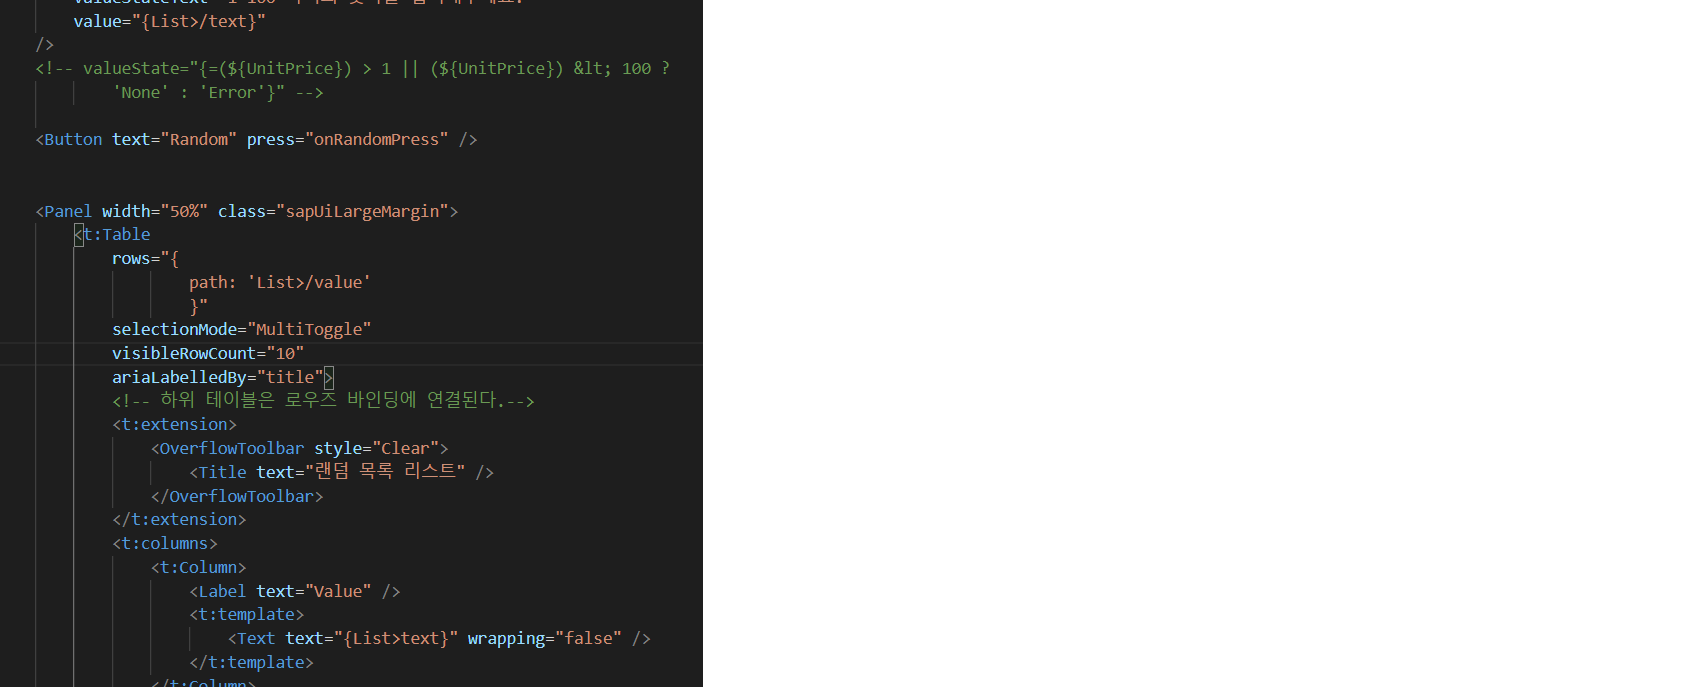 value="{List>/text}"
/>
<!-- valueState="{=(${UnitPrice}) > 1 || (${UnitPrice}) &lt; 100 ?
'None' : 'Error'}" -->
<Button text="Random" press="onRandomPress" />
<Panel width="50%" class="sapUiLargeMargin">
<t:Table
rows="{
path: 'List>/value'
}"
selectionMode="MultiToggle"
visibleRowCount="10"
ariaLabelledBy="title">
<!-- 하위 테이블은 로우즈 바인딩에 연결된다.-->
<t:extension>
<OverflowToolbar style="Clear">
<Title text="랜덤 목록 리스트" />
</OverflowToolbar>
</t:extension>
<t:columns>
<t:Column>
<Label text="Value" />
<t:template>
<Text text="{List>text}" wrapping="false" />
</t:template>
</t:Column>